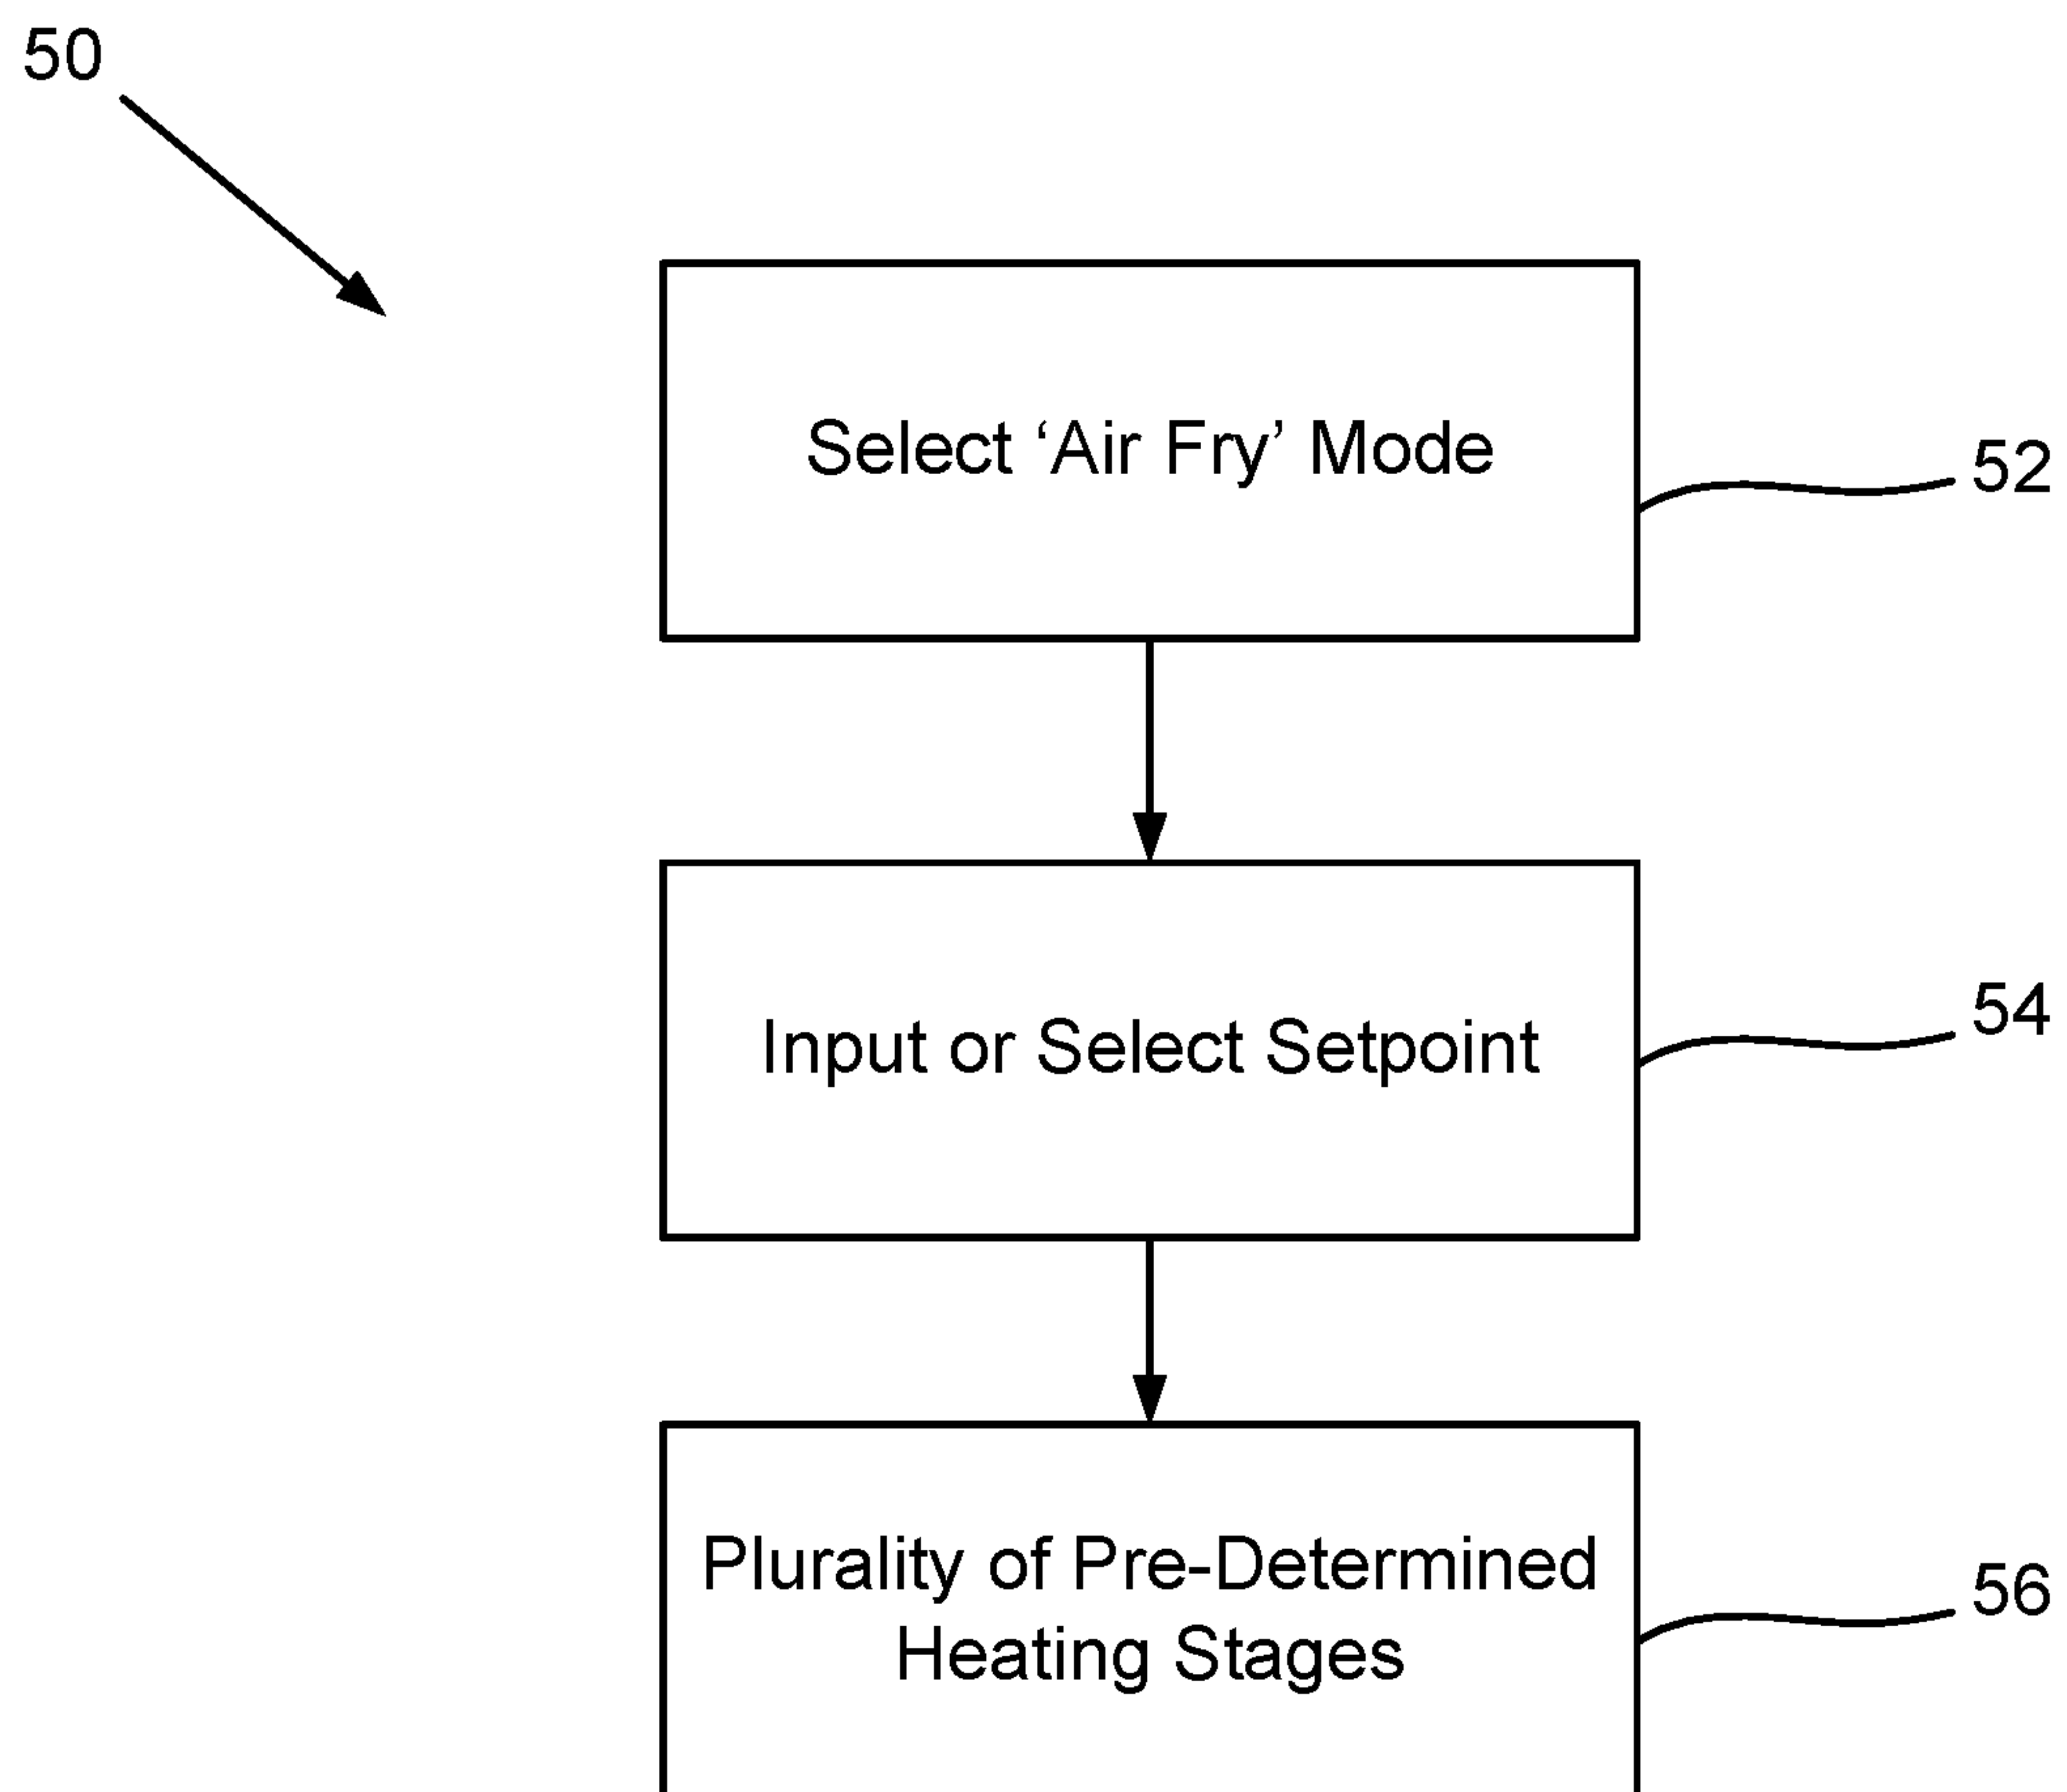 50
Select ‘Air Fry’ Mode
52
Input or Select Setpoint
54
Plurality of Pre-Determined
Heating Stages
56